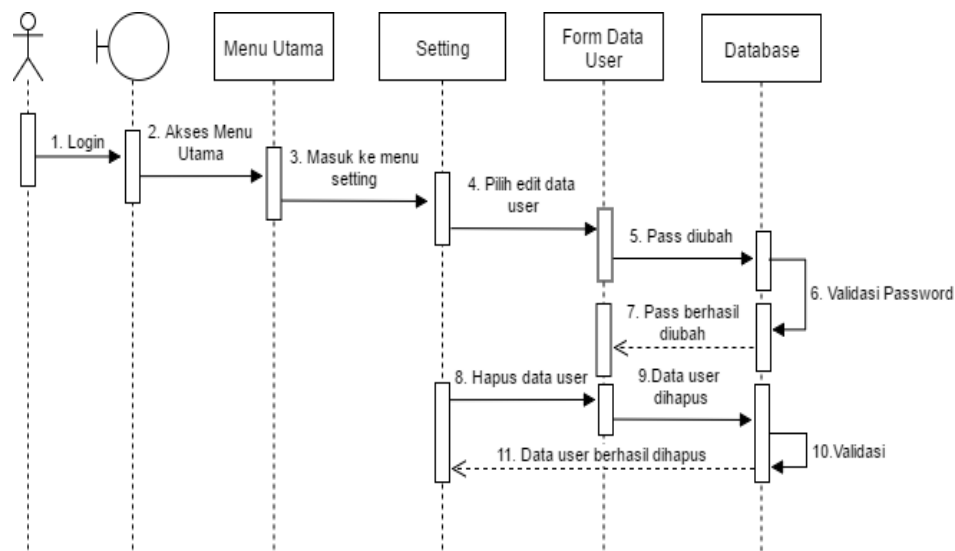 Menu Utama
Setting
Form Data
User
Database
1. Login
2. Akses Menu
Utama
3. Masuk ke menu
setting
4. Pilih edit data
user
5. Pass diubah
6. Validasi Password
7. Pass berhasil
diubah
8. Hapus data user
9.Data user
dihapus
10.Validasi
11. Data user berhasil dihapus